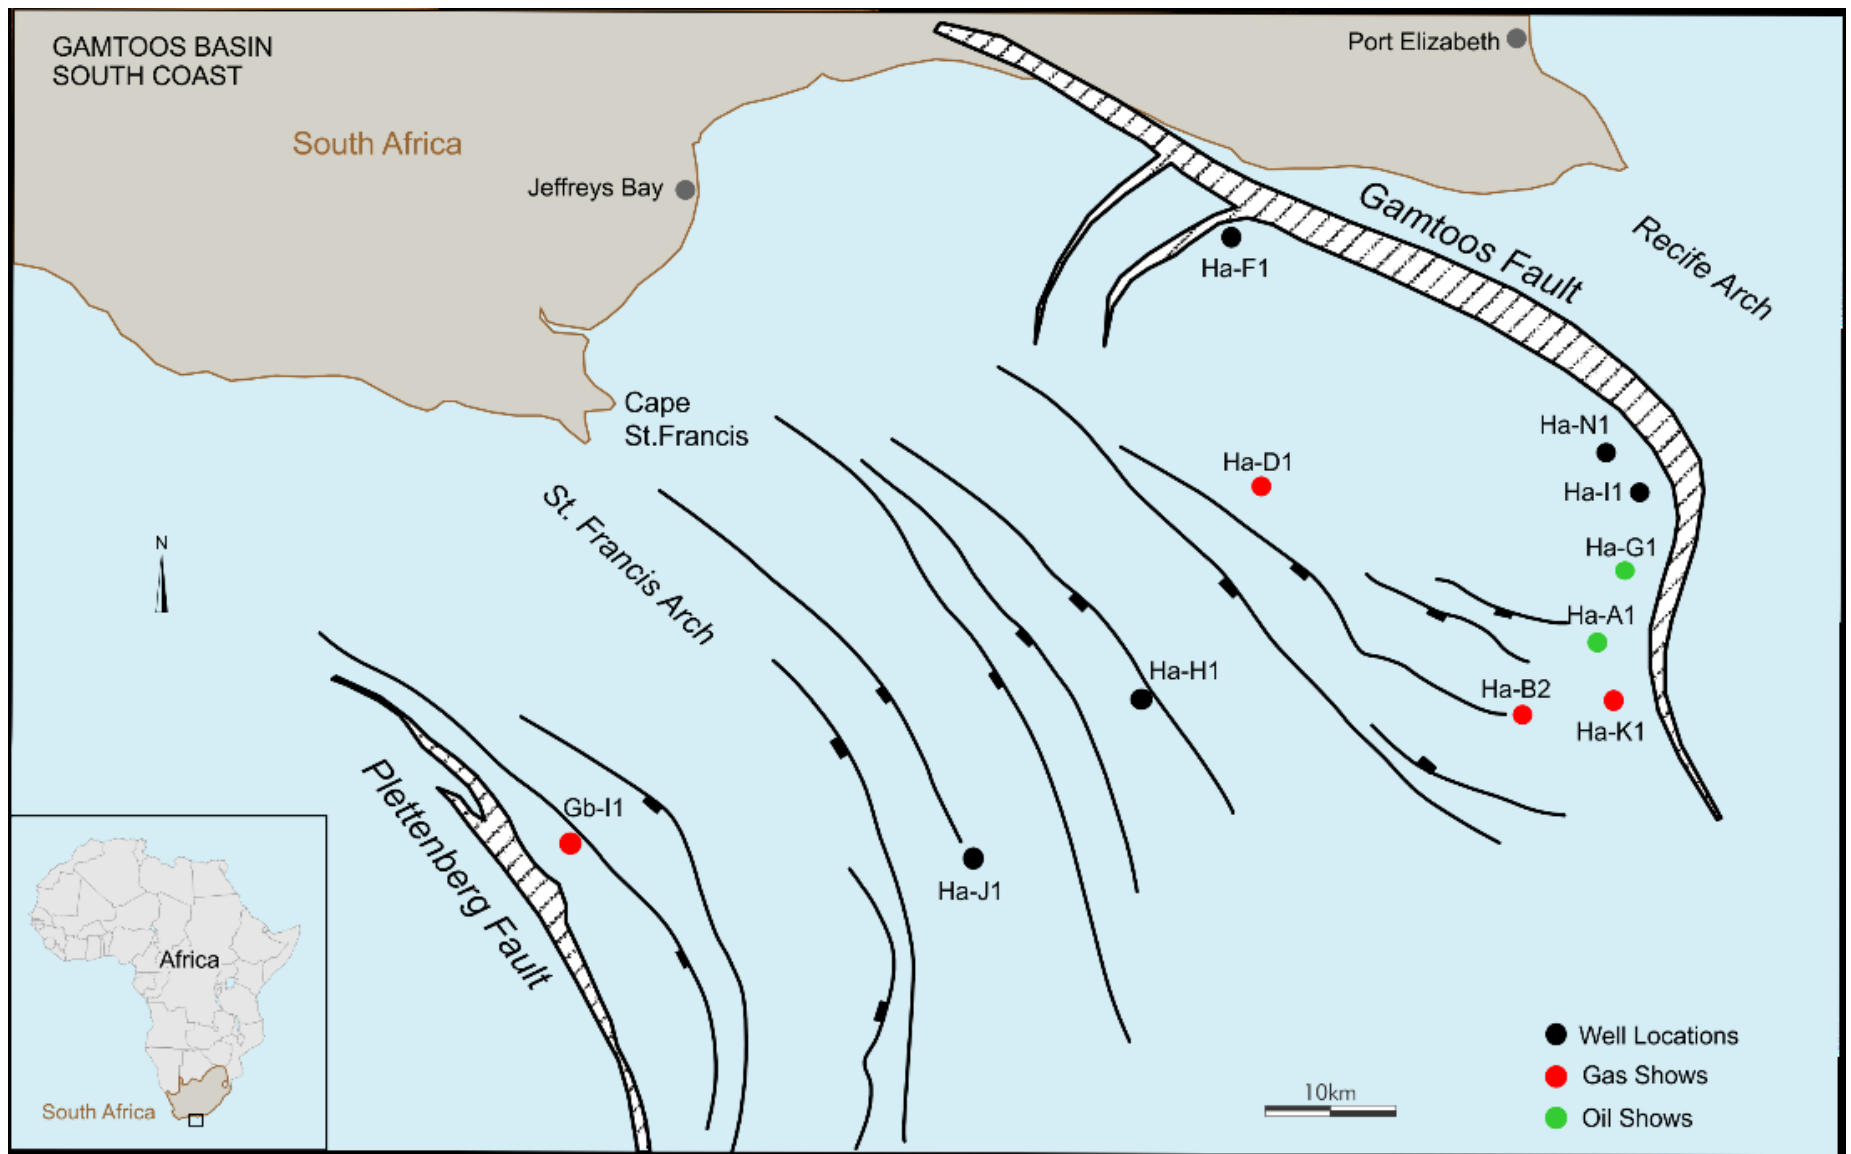 GAMTOOS BASIN
SOUTH COAST
Port Elizabeth
South Africa
Jeffreys Bay
Gamtoos Fault
Recife Arch
Ha-F1
Cape
St.Francis
Ha-N1
Ha-D1
Ha-I1
St. Francis Arch
N
Ha-G1
Ha-A1
Ha-H1
Ha-B2
Ha-K1
Plettenberg Fault
Gb-I1
Ha-J1
Africa
South Africa
10km
Well Locations
Gas Shows
Oil Shows